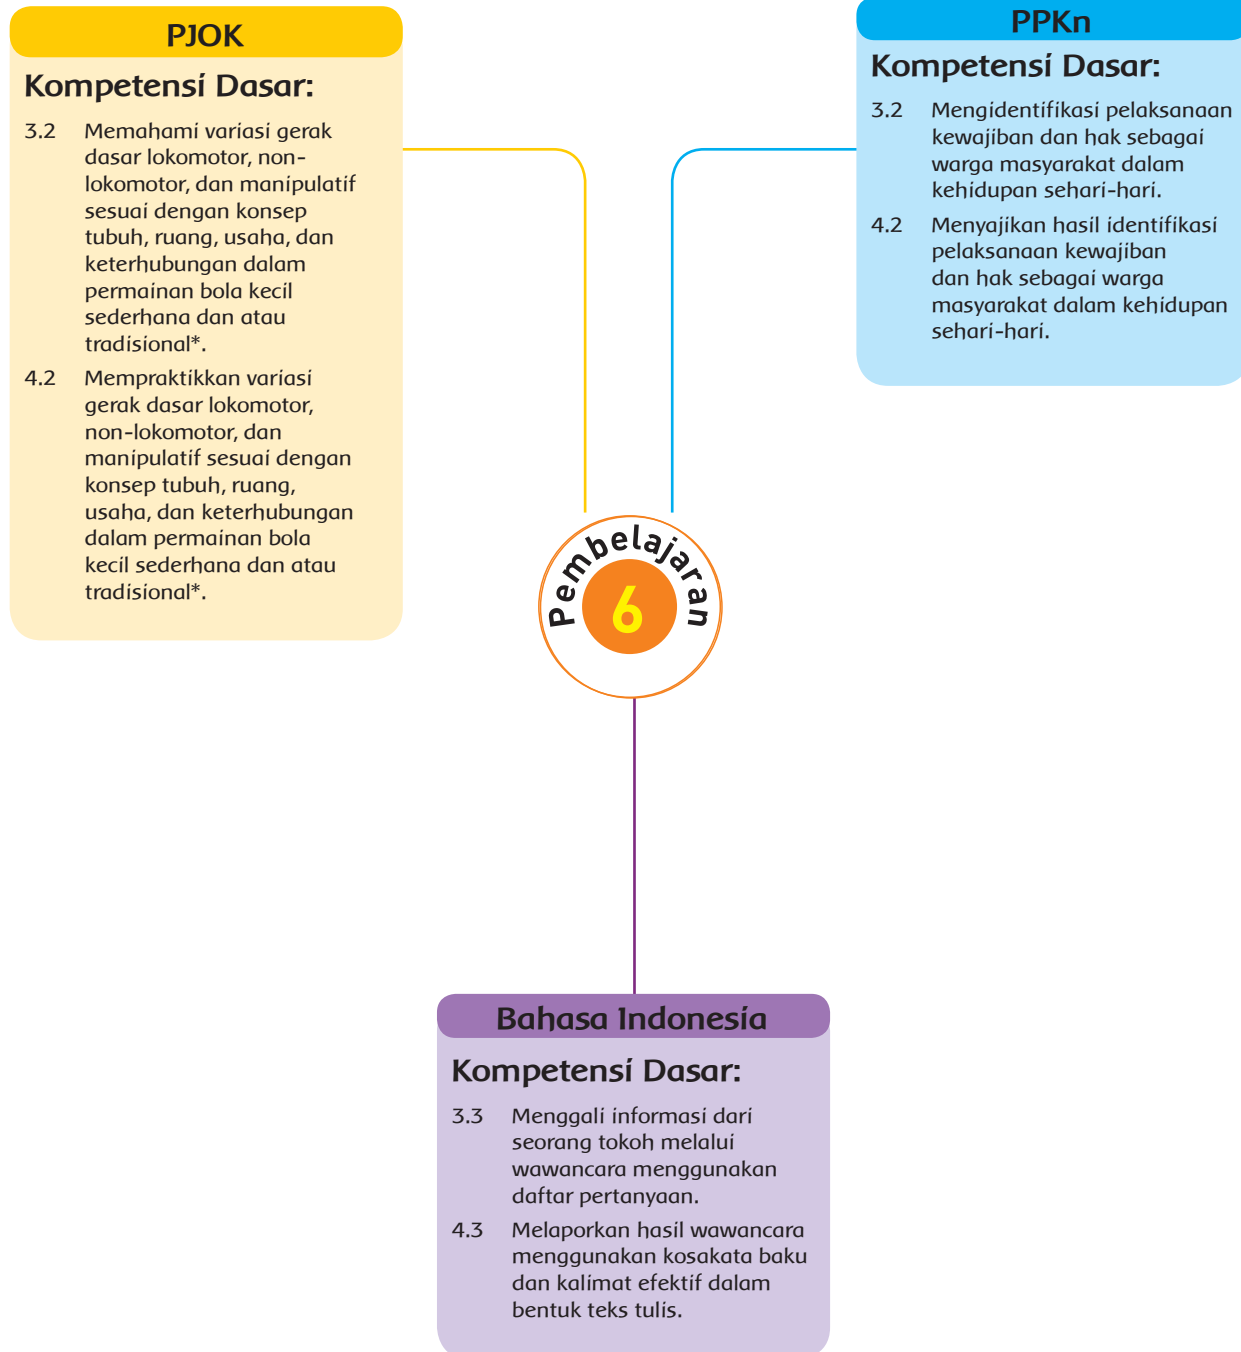 PJOK
Kompetensi Dasar:
3.2 Memahami variasi gerak
dasar lokomotor, non-
lokomotor, dan manipulatif
sesuai dengan konsep
tubuh, ruang, usaha, dan
keterhubungan dalam
permainan bola kecil
sederhana dan atau
tradisional*.
4.2 Mempraktikkan variasi
gerak dasar lokomotor,
non-lokomotor, dan
manipulatif sesuai dengan
konsep tubuh, ruang,
usaha, dan keterhubungan
dalam permainan bola
kecil sederhana dan atau
tradisional*.
PPKn
Kompetensi Dasar:
3.2 Mengidentifikasi pelaksanaan
kewajiban dan hak sebagai
warga masyarakat dalam
kehidupan sehari-hari.
4.2 Menyajikan hasil identifikasi
pelaksanaan kewajiban
dan hak sebagai warga
masyarakat dalam kehidupan
sehari-hari.
Pembelajaran
6
Bahasa Indonesia
Kompetensi Dasar:
3.3 Menggali informasi dari
seorang tokoh melalui
wawancara menggunakan
daftar pertanyaan.
4.3 Melaporkan hasil wawancara
menggunakan kosakata baku
dan kalimat efektif dalam
bentuk teks tulis.